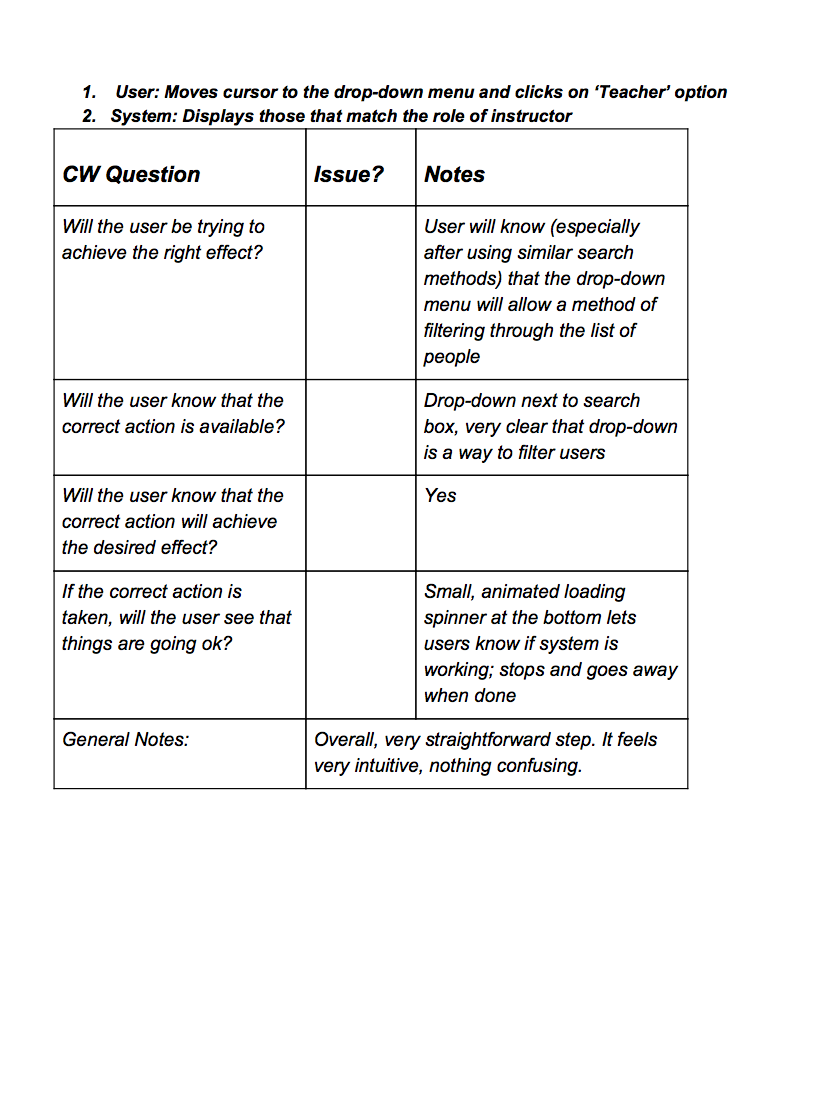 1. User: Moves cursor to the drop-down menu and clicks on ‘Teacher’ option
2. System: Displays those that match the role of instructor
CW Question
Issue?
Notes
Will the user be trying to
achieve the right effect?
User will know (especially
after using similar search
methods) that the drop-down
menu will allow a method of
filtering through the list of
people
Will the user know that the
correct action is available?
Drop-down next to search
box, very clear that drop-down
is a way to filter users
Will the user know that the
correct action will achieve
the desired effect?
Yes
If the correct action is
taken, will the user see that
things are going ok?
Small, animated loading
spinner at the bottom lets
users know if system is
working; stops and goes away
when done
General Notes:
Overall, very straightforward step. It feels
very intuitive, nothing confusing.